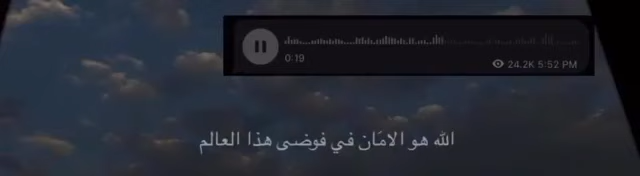 0:19
24.2K 5:52 PM
الله هو الامَان في فوضى هذا العالم